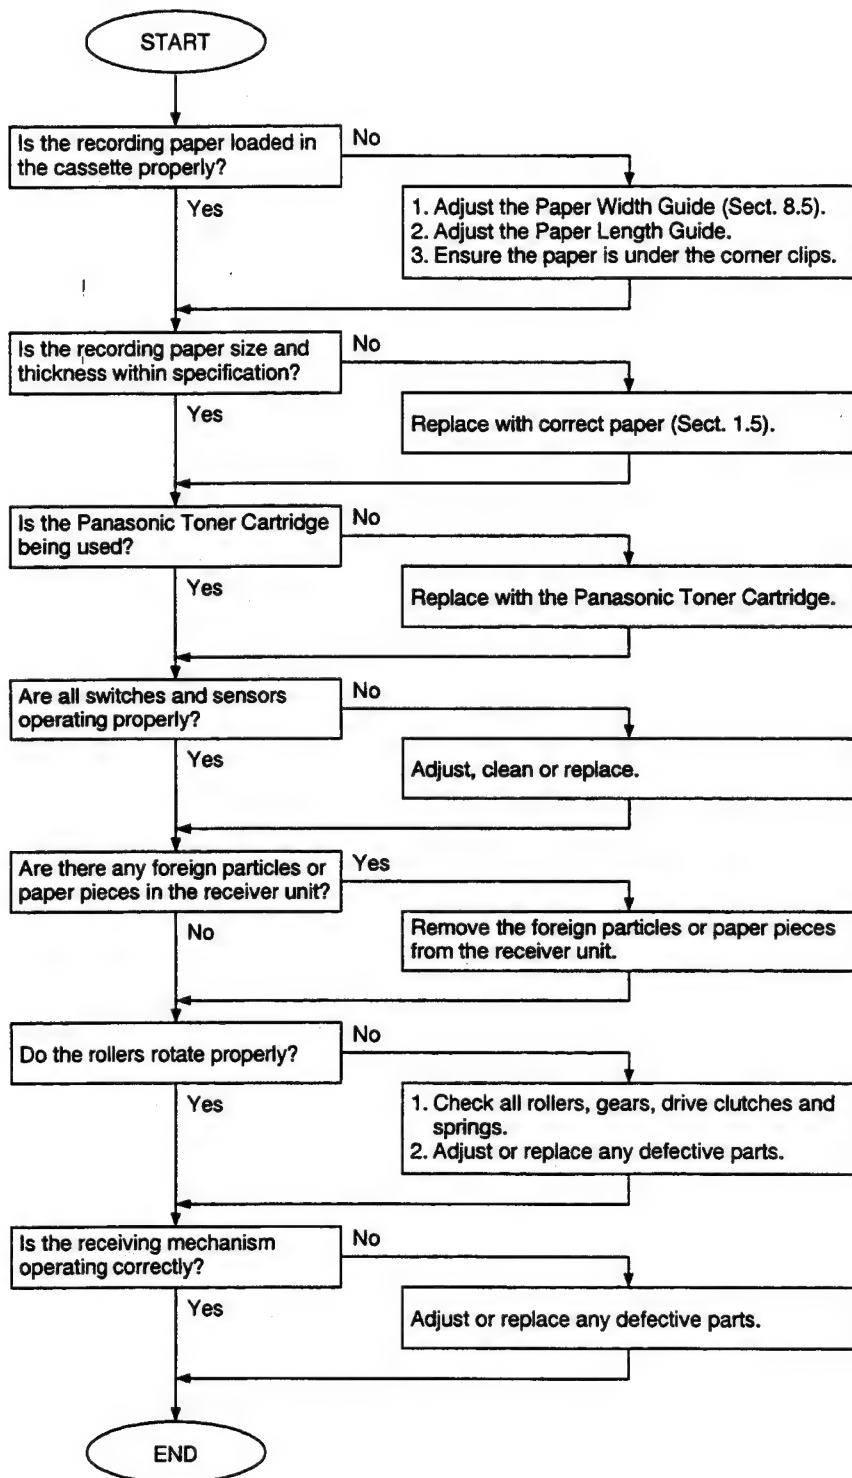 START
Is the recording paper loaded in
the cassette properly?
No
Yes
1. Adjust the Paper Width Guide (Sect. 8.5).
2. Adjust the Paper Length Guide.
3. Ensure the paper is under the corner clips.
Is the recording paper size and
thickness within specification?
No
Yes
Replace with correct paper (Sect. 1.5).
Is the Panasonic Toner Cartridge
being used?
No
Yes
Replace with the Panasonic Toner Cartridge.
Are all switches and sensors
operating properly?
No
Yes
Adjust, clean or replace.
Are there any foreign particles or
paper pieces in the receiver unit?
Yes
No
Remove the foreign particles or paper pieces
from the receiver unit.
Do the rollers rotate properly?
No
Yes
1. Check all rollers, gears, drive clutches and
springs.
2. Adjust or replace any defective parts.
Is the receiving mechanism
operating correctly?
No
Yes
Adjust or replace any defective parts.
END